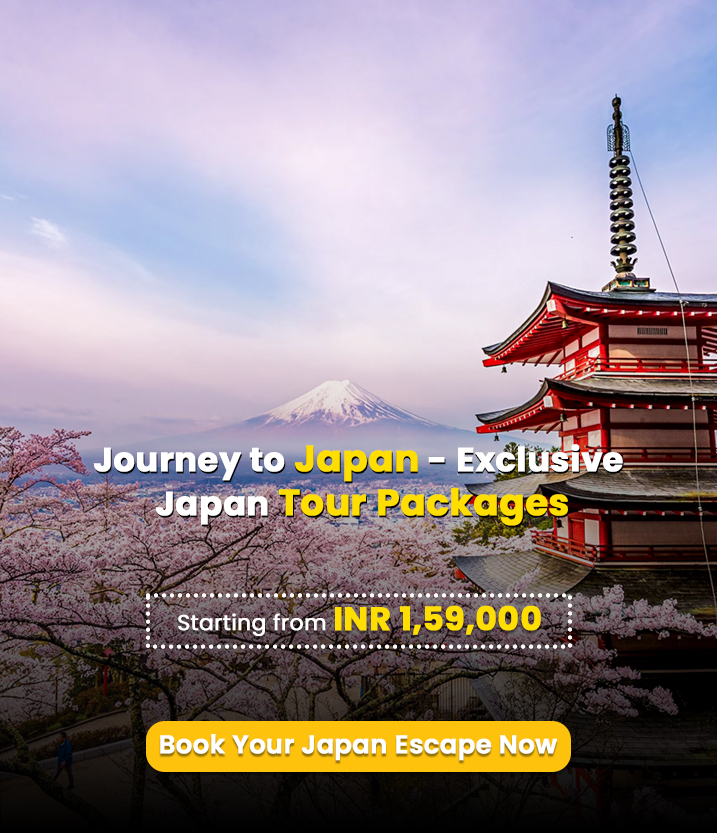 Journey to Japan - Exclusive
Japan Tour Packages
Starting from INR 1,59,000
Book Your Japan Escape Now